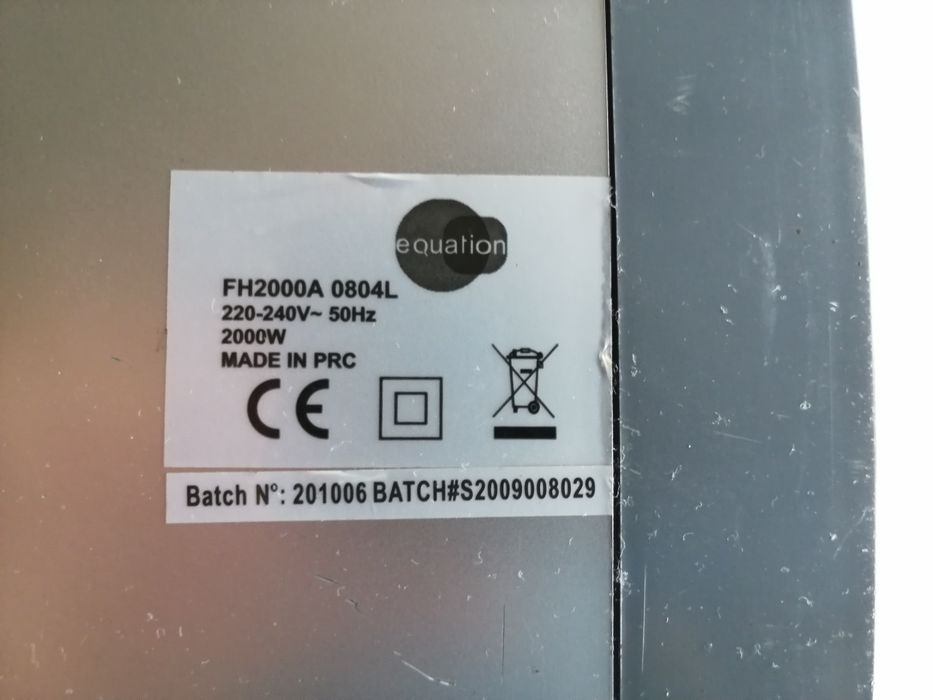 equation
FH2000A 0804L
220-240V~ 50Hz
2000W
MADE IN PRC
CE
Batch N°: 201006 BATCH#S2009008029